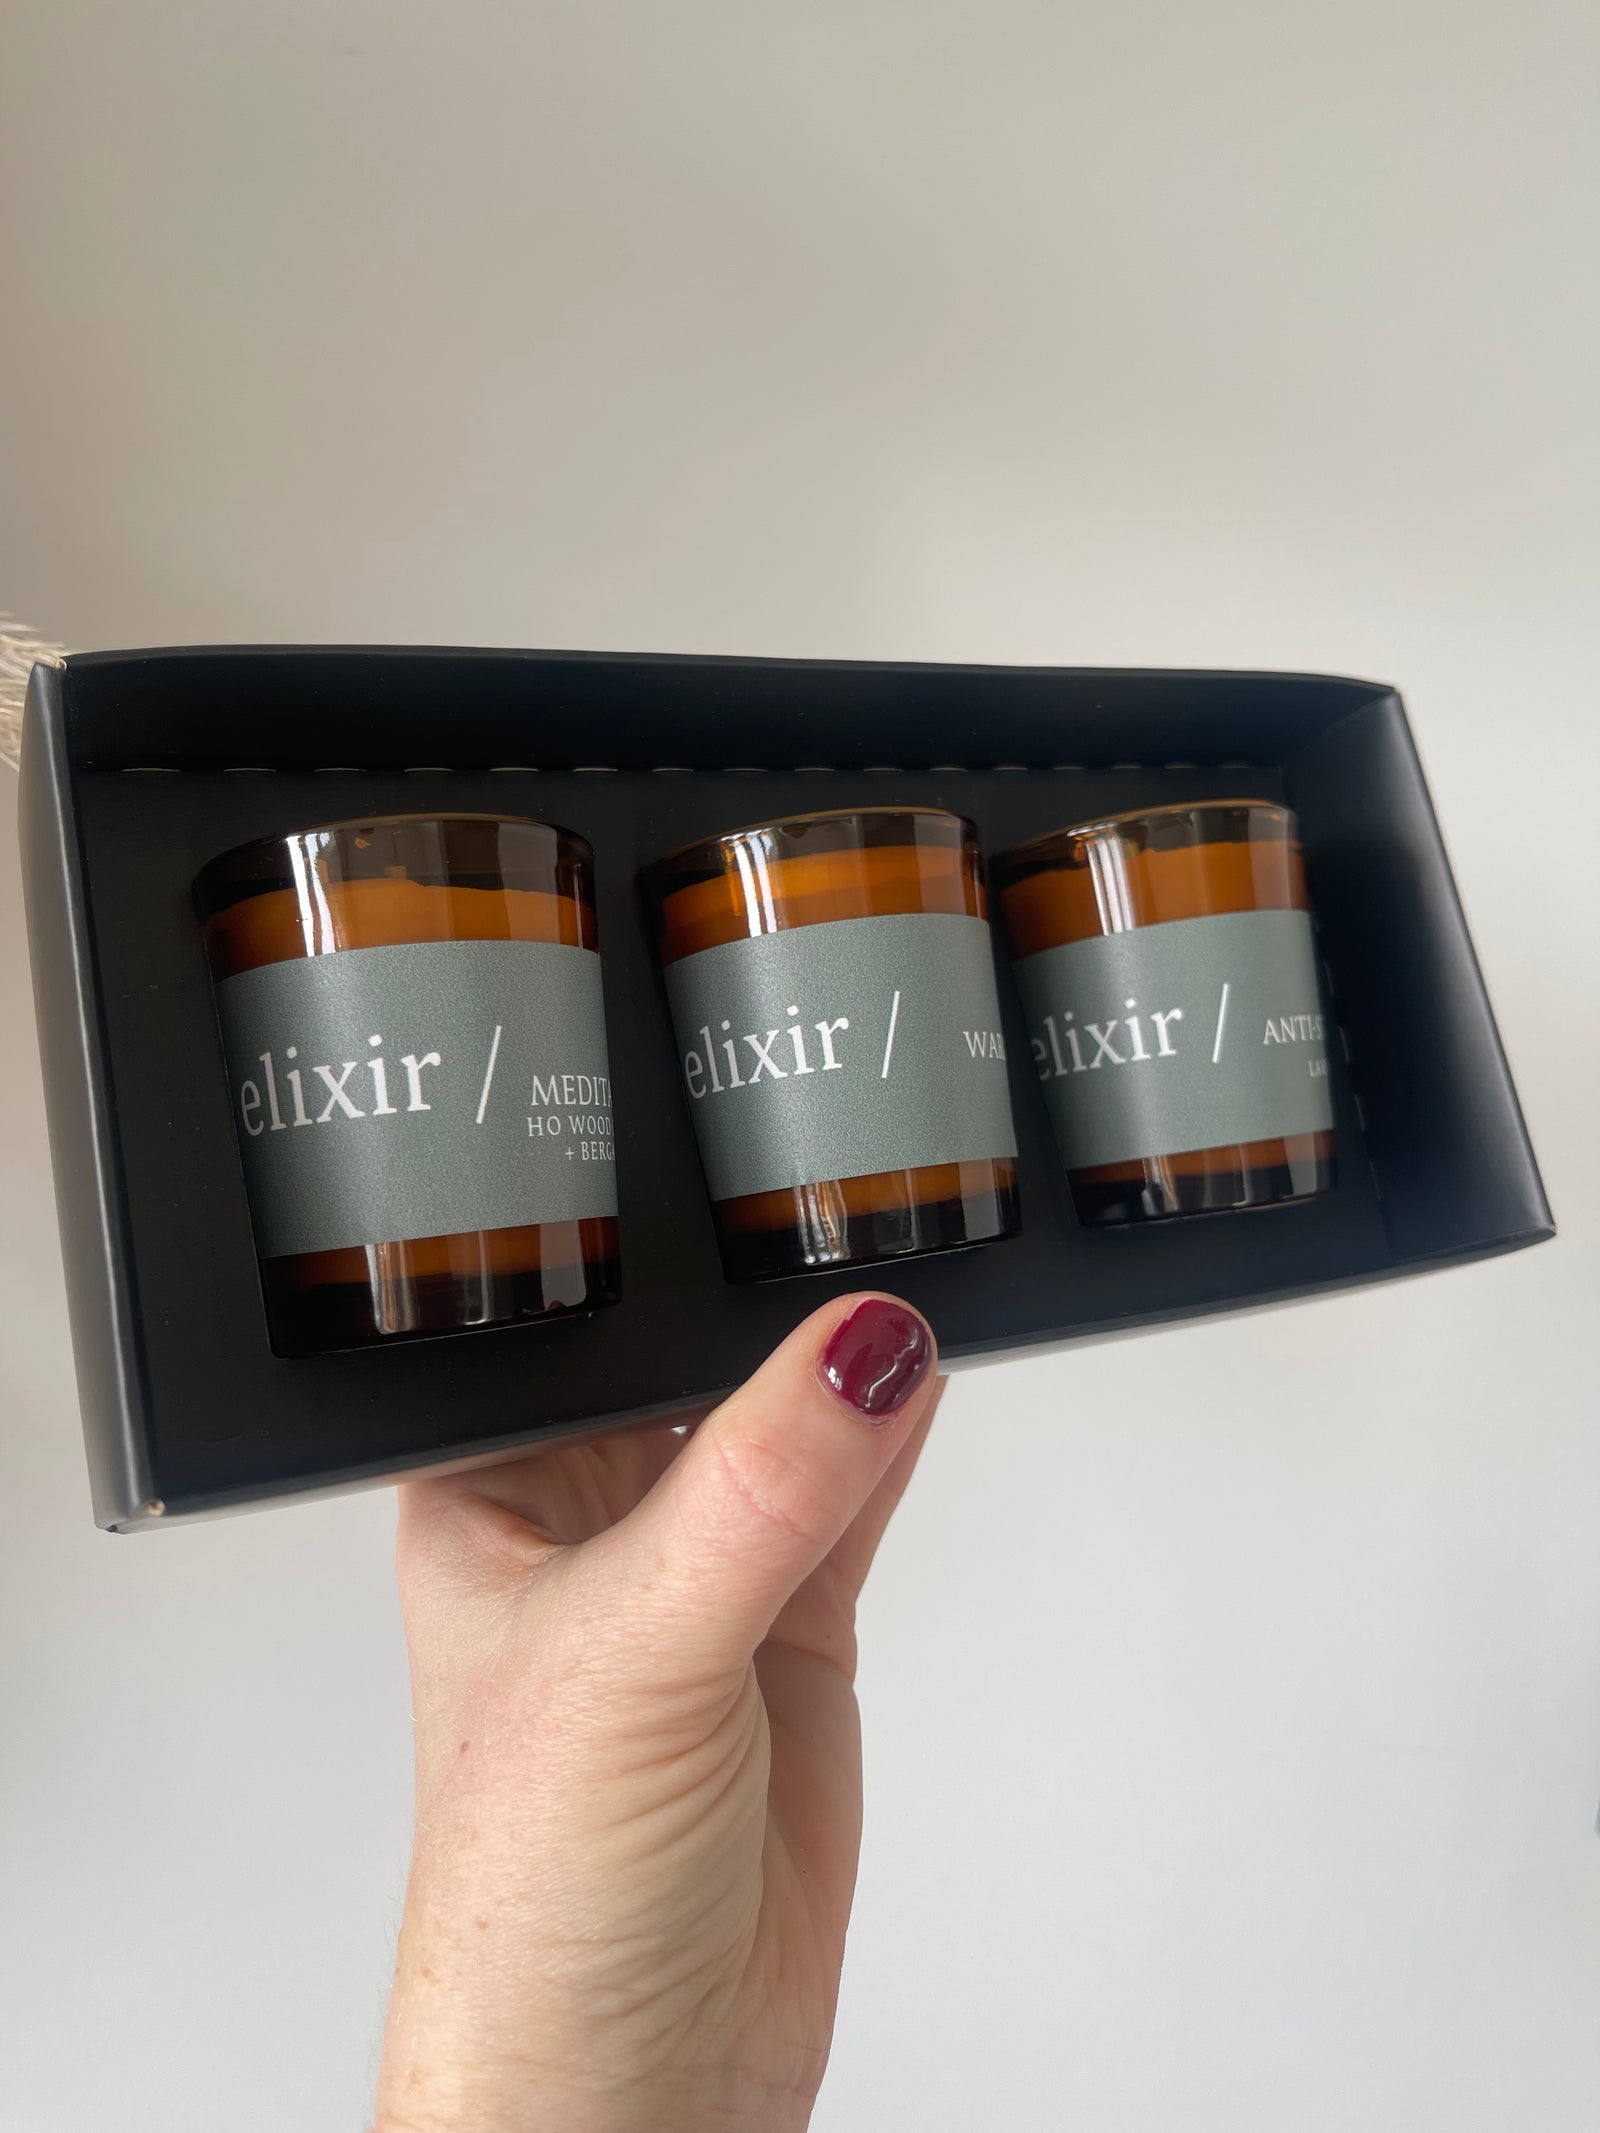 elixir /
MEDITA
HO WOOD
+ BERGA
elixir /
WAR
elixir /
ANTI-S
LAV